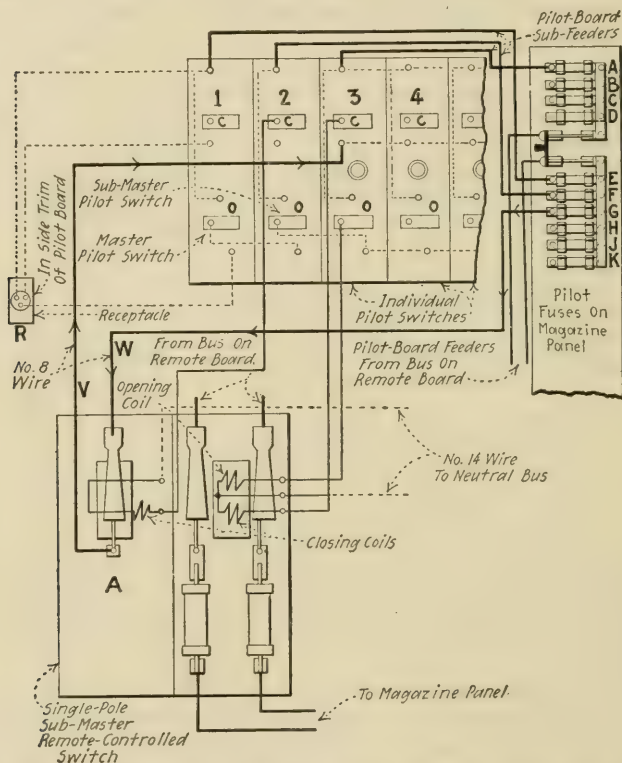 Pilot-Board
Sub-Feeders
A
B
C
D
E
F
G
H
J
K
1
2
3
4
C
C
C
C
Sub-Master
Pilot Switch
O
O
O
O
Master
Pilot Switch
In Side Trim
Of Pilot Board
Receptacle
R
Individual
Pilot Switches
Pilot
Fuses On
Magazine
Panel
No. 8
Wire
W
V
From Bus On
Remote Board
Pilot-Board Feeders
From Bus On
Remote Board
Opening
Coil
No. 14 Wire
To Neutral Bus
Closing Coils
A
To Magazine Panel
Single-Pole
Sub-Master
Remote-Controlled
Switch